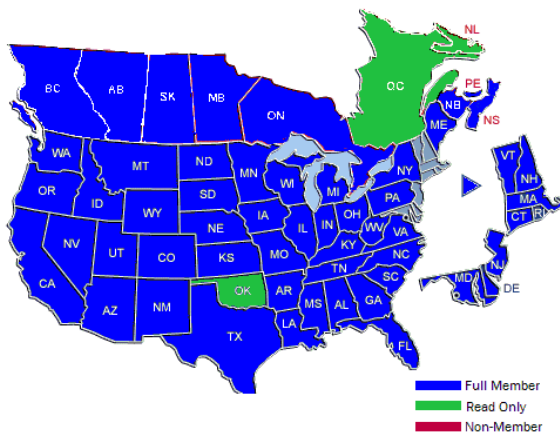 NL
BC
AB
SK
MB
ON
QC
PE
NB
NS
ME
WA
MT
ND
MN
OR
ID
SD
WI
MI
NY
WY
NE
IA
PA
NV
UT
CO
KS
MO
IL
IN
OH
WV
VA
KY
CA
AZ
NM
OK
AR
TN
NC
SC
TX
LA
MS
AL
GA
FL
VT
NH
MA
CT
RI
NJ
MD
DE
Full Member
Read Only
Non-Member